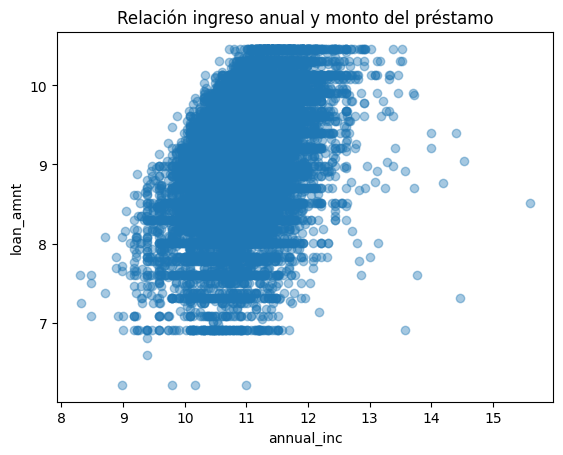 Relación ingreso anual y monto del préstamo
loan_amnt
10
9
8
7
8 9 10 11 12 13 14 15
annual_inc